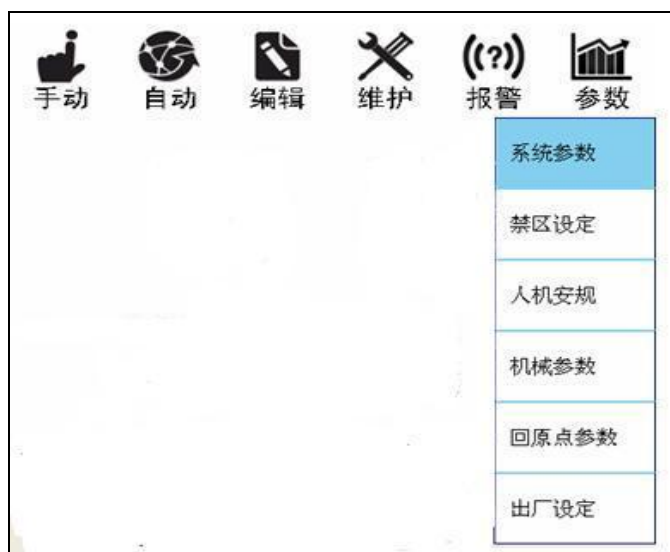 手动 自动 编辑 维护 报警 参数
系统参数
禁区设定
人机安规
机械参数
回原点参数
出厂设定